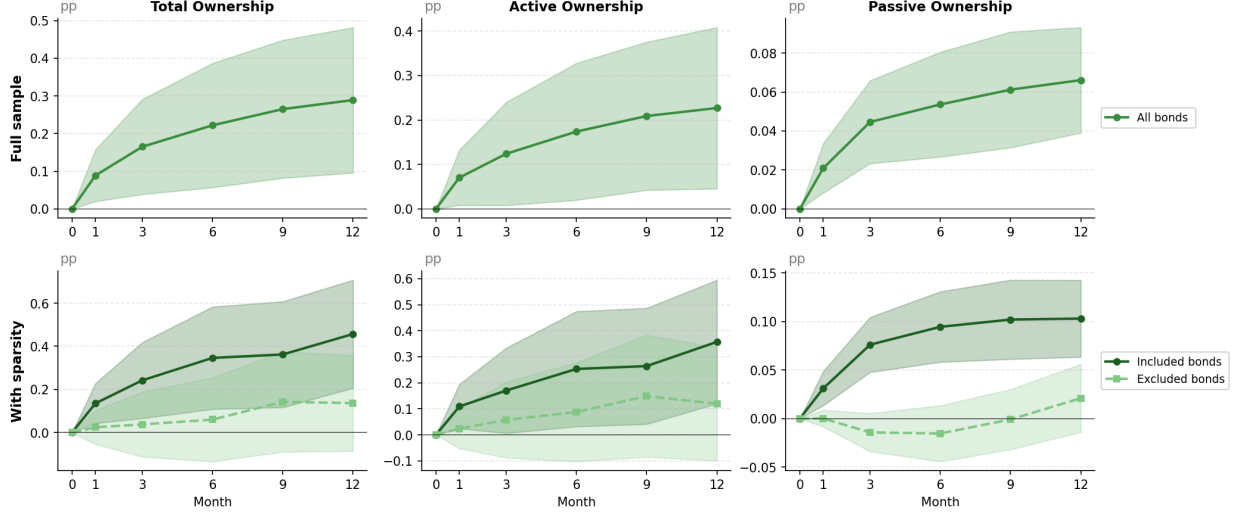 Total Ownership
Active Ownership
Passive Ownership
pp
pp
pp
Full sample
0.5
0.4
0.3
0.2
0.1
0.0
0 1 3 6 9 12
0.4
0.3
0.2
0.1
0.0
0 1 3 6 9 12
0.08
0.06
0.04
0.02
0.00
0 1 3 6 9 12
All bonds
pp
pp
pp
With sparsity
0.6
0.4
0.2
0.0
0 1 3 6 9 12
Month
0.6
0.5
0.4
0.3
0.2
0.1
0.0
−0.1
0 1 3 6 9 12
Month
0.15
0.10
0.05
0.00
−0.05
0 1 3 6 9 12
Month
Included bonds
Excluded bonds